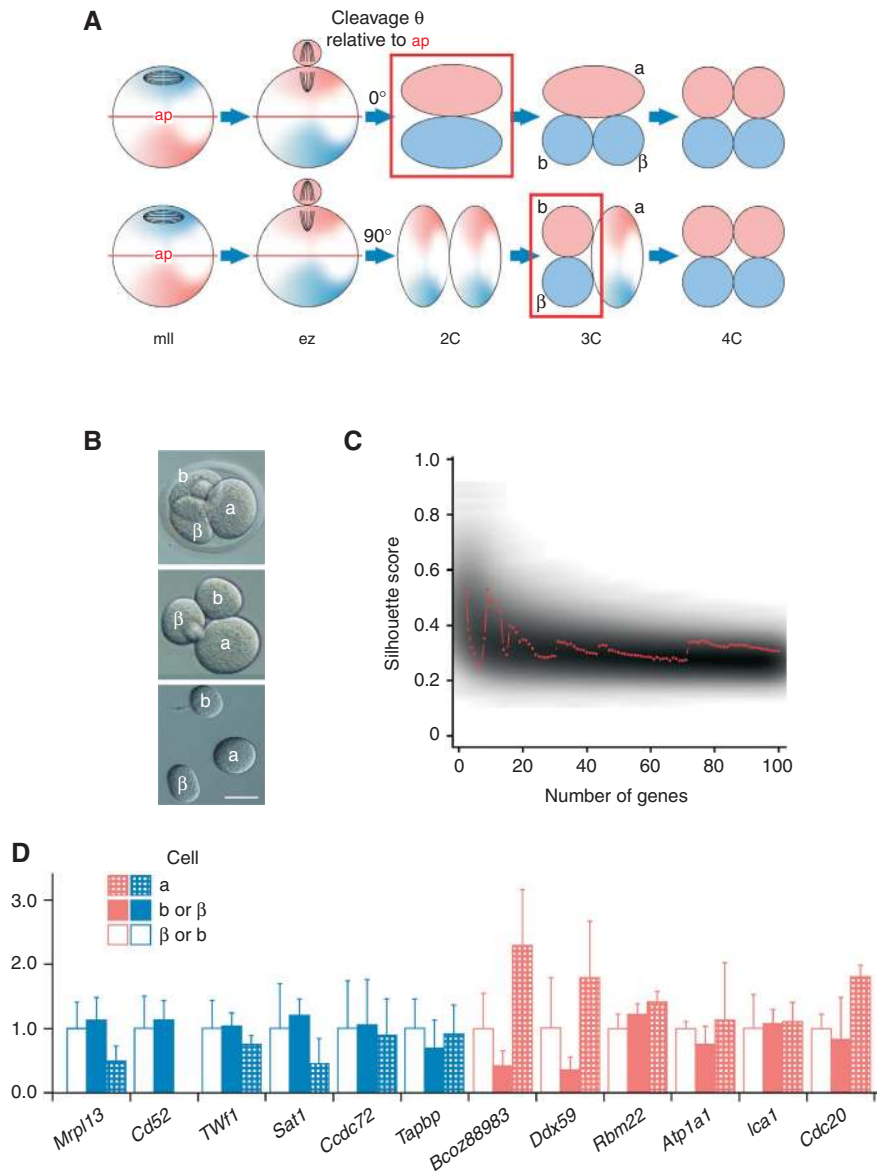 A
Cleavage θ
relative to ap
ap
0°
a
b
β
ap
90°
b
a
β
mII
ez
2C
3C
4C
B
b
a
β
b
β
a
b
a
β
C
1.0
0.8
0.6
0.4
0.2
0
Silhouette score
0
20
40
60
80
100
Number of genes
D
Cell
a
b or β
β or b
3.0
2.0
1.0
0.0
Mrpl13
Cd52
TWf1
Sat1
Ccdc72
Tapbp
Bcoz88983
Ddx59
Rbm22
Atp1a1
Ica1
Cdc20